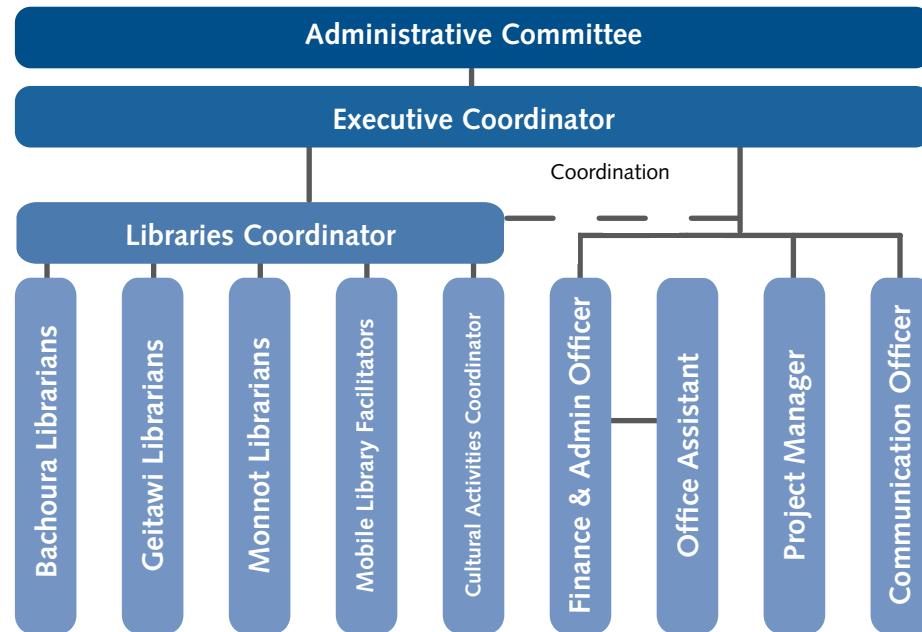 Administrative Committee
Executive Coordinator
Coordination
Libraries Coordinator
Bachoura Librarians
Geitawi Librarians
Monnot Librarians
Mobile Library Facilitators
Cultural Activities Coordinator
Finance & Admin Officer
Office Assistant
Project Manager
Communication Officer